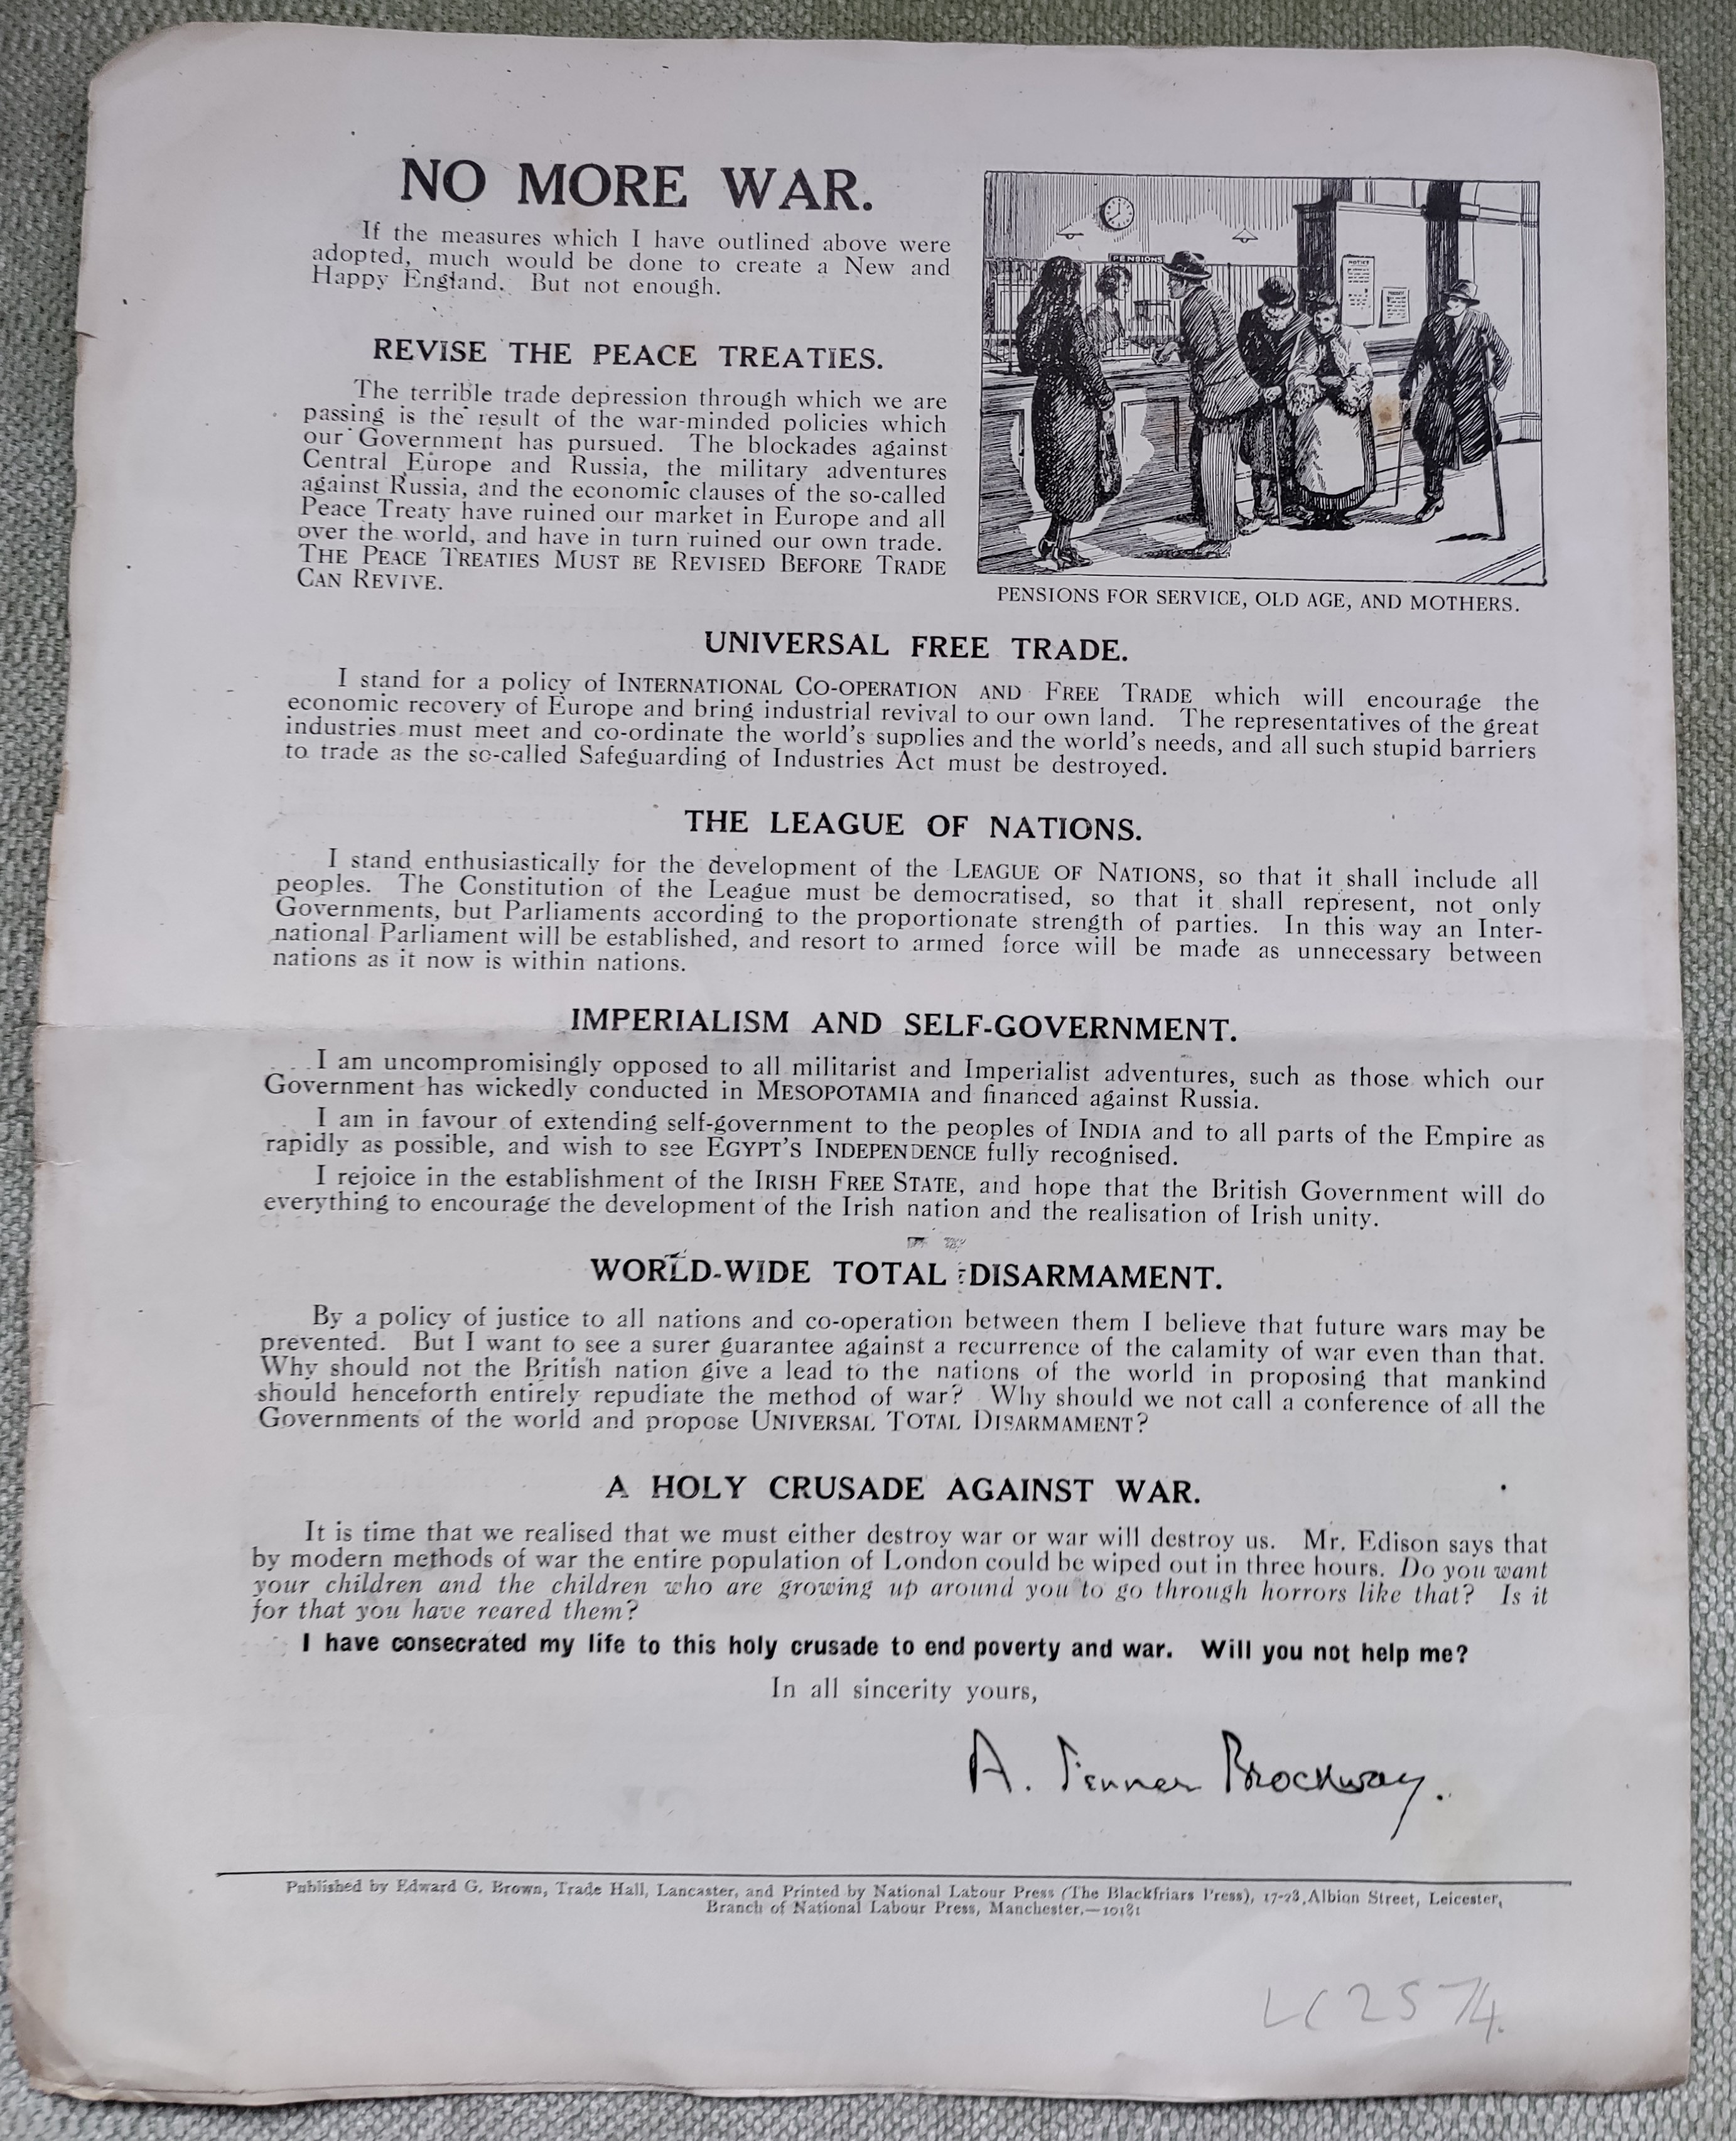 NO MORE WAR.
If the measures which I have outlined above were
adopted, much would be done to create a New and
Happy England. But not enough.
REVISE THE PEACE TREATIES.
The terrible trade depression through which we are
passing is the result of the war-minded policies which
our Government has pursued. The blockades against
Central Europe and Russia, the military adventures
against Russia, and the economic clauses of the so-called
Peace Treaty have ruined our market in Europe and all
over the world, and have in turn ruined our own trade.
THE PEACE TREATIES MUST BE REVISED BEFORE TRADE
CAN REVIVE.
PENSIONS
NOTICE
PENSIONS FOR SERVICE, OLD AGE, AND MOTHERS.
UNIVERSAL FREE TRADE.
I stand for a policy of INTERNATIONAL CO-OPERATION AND FREE TRADE which will encourage the
economic recovery of Europe and bring industrial revival to our own land. The representatives of the great
industries must meet and co-ordinate the world's supplies and the world's needs, and all such stupid barriers
to trade as the so-called Safeguarding of Industries Act must be destroyed.
THE LEAGUE OF NATIONS.
I stand enthusiastically for the development of the LEAGUE OF NATIONS, so that it shall include all
peoples. The Constitution of the League must be democratised, so that it shall represent, not only
Governments, but Parliaments according to the proportionate strength of parties. In this way an Inter-
national Parliament will be established, and resort to armed force will be made as unnecessary between
nations as it now is within nations.
IMPERIALISM AND SELF-GOVERNMENT.
I am uncompromisingly opposed to all militarist and Imperialist adventures, such as those which our
Government has wickedly conducted in MESOPOTAMIA and financed against Russia.
I am in favour of extending self-government to the peoples of INDIA and to all parts of the Empire as
rapidly as possible, and wish to see EGYPT'S INDEPENDENCE fully recognised.
I rejoice in the establishment of the IRISH FREE STATE, and hope that the British Government will do
everything to encourage the development of the Irish nation and the realisation of Irish unity.
WORLD-WIDE TOTAL DISARMAMENT.
By a policy of justice to all nations and co-operation between them I believe that future wars may be
prevented. But I want to see a surer guarantee against a recurrence of the calamity of war even than that.
Why should not the British nation give a lead to the nations of the world in proposing that mankind
should henceforth entirely repudiate the method of war? Why should we not call a conference of all the
Governments of the world and propose UNIVERSAL TOTAL DISARMAMENT?
A HOLY CRUSADE AGAINST WAR.
It is time that we realised that we must either destroy war or war will destroy us. Mr. Edison says that
by modern methods of war the entire population of London could be wiped out in three hours. Do you want
your children and the children who are growing up around you to go through horrors like that? Is it
for that you have reared them?
I have consecrated my life to this holy crusade to end poverty and war. Will you not help me?
In all sincerity yours,
A. Fenner Brockway.
Published by Edward G. Brown, Trade Hall, Lancaster, and Printed by National Labour Press (The Blackfriars Press), 17-23, Albion Street, Leicester,
Branch of National Labour Press, Manchester.—10181
LC2574.